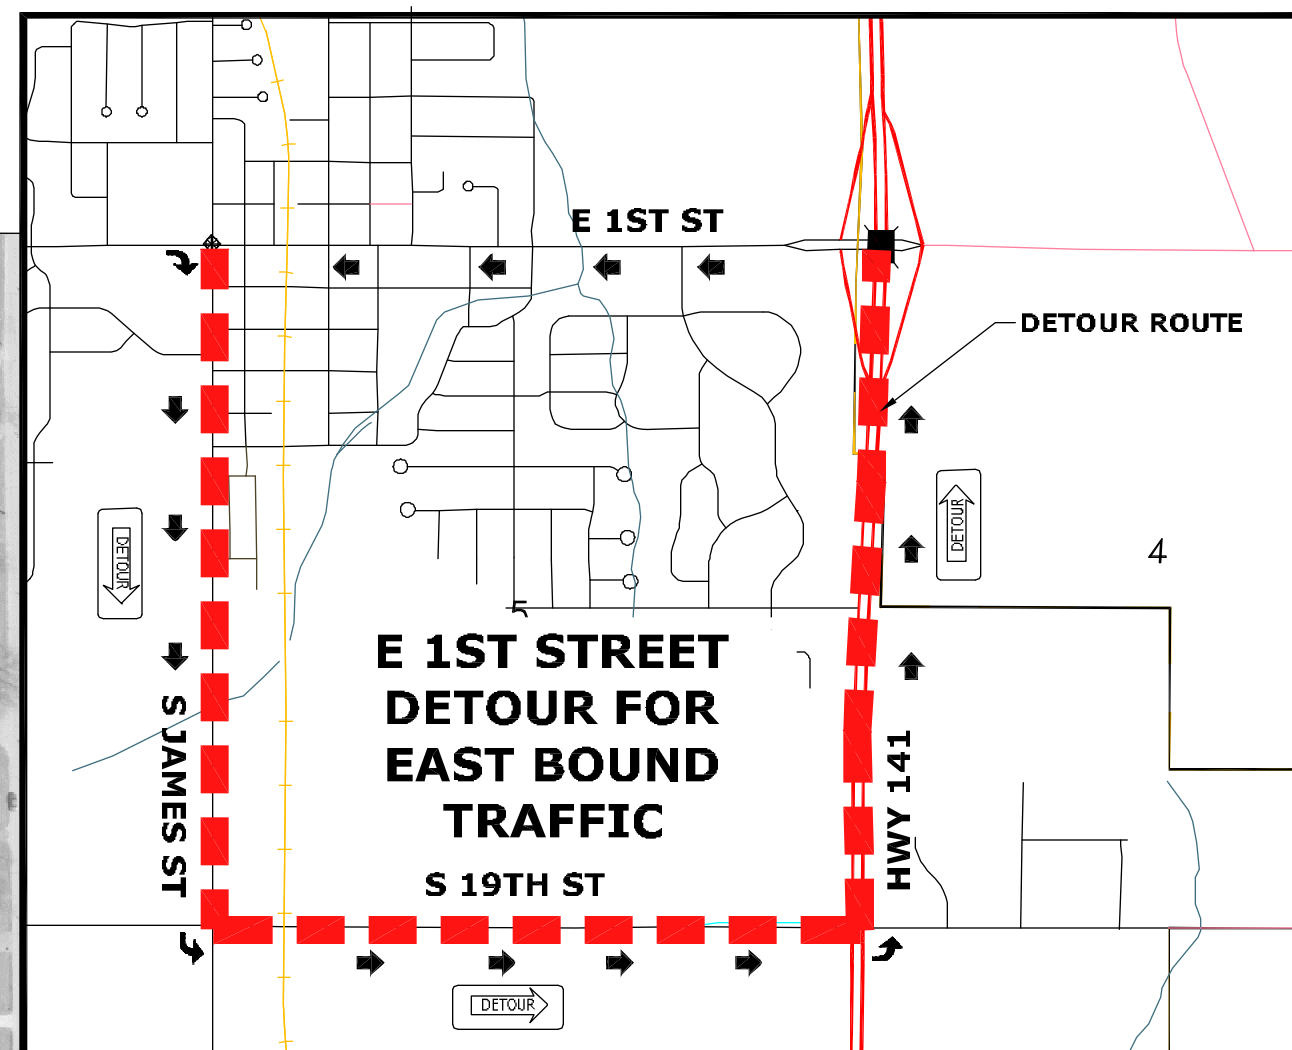 E 1ST ST
DETOUR ROUTE
DETOUR
DETOUR
4
5
E 1ST STREET
DETOUR FOR
EAST BOUND
TRAFFIC
S JAMES ST
HWY 141
S 19TH ST
DETOUR